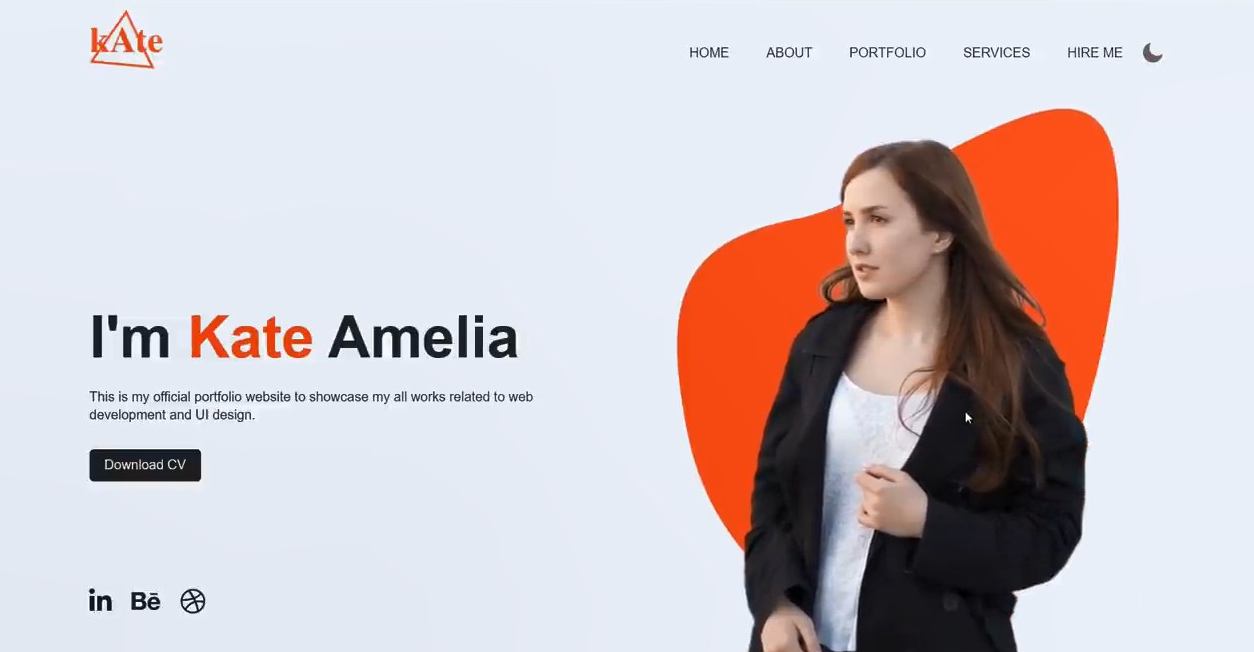 kAte
HOME ABOUT PORTFOLIO SERVICES HIRE ME
I'm Kate Amelia
This is my official portfolio website to showcase my all works related to web
development and UI design.
Download CV
in Bē